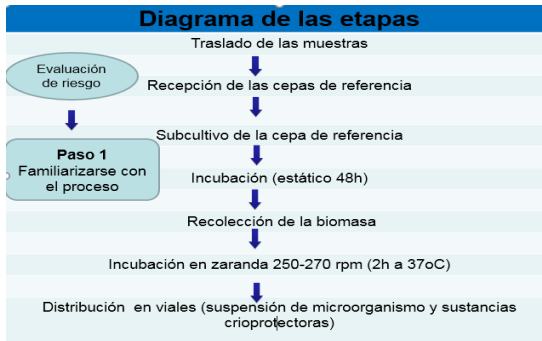 Diagrama de las etapas
Traslado de las muestras
Evaluación
de riesgo
Recepción de las cepas de referencia
Subcultivo de la cepa de referencia
Paso 1
Familiarizarse con
el proceso
Incubación (estático 48h)
Recolección de la biomasa
Incubación en zaranda 250-270 rpm (2h a 37oC)
Distribución en viales (suspensión de microorganismo y sustancias
crioprotectoras)